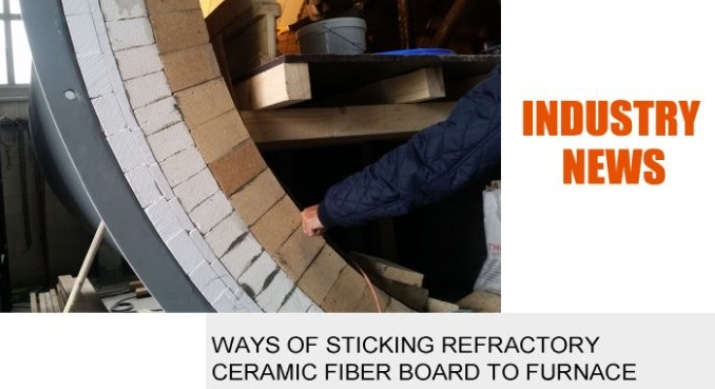 INDUSTRY
NEWS
WAYS OF STICKING REFRACTORY
CERAMIC FIBER BOARD TO FURNACE